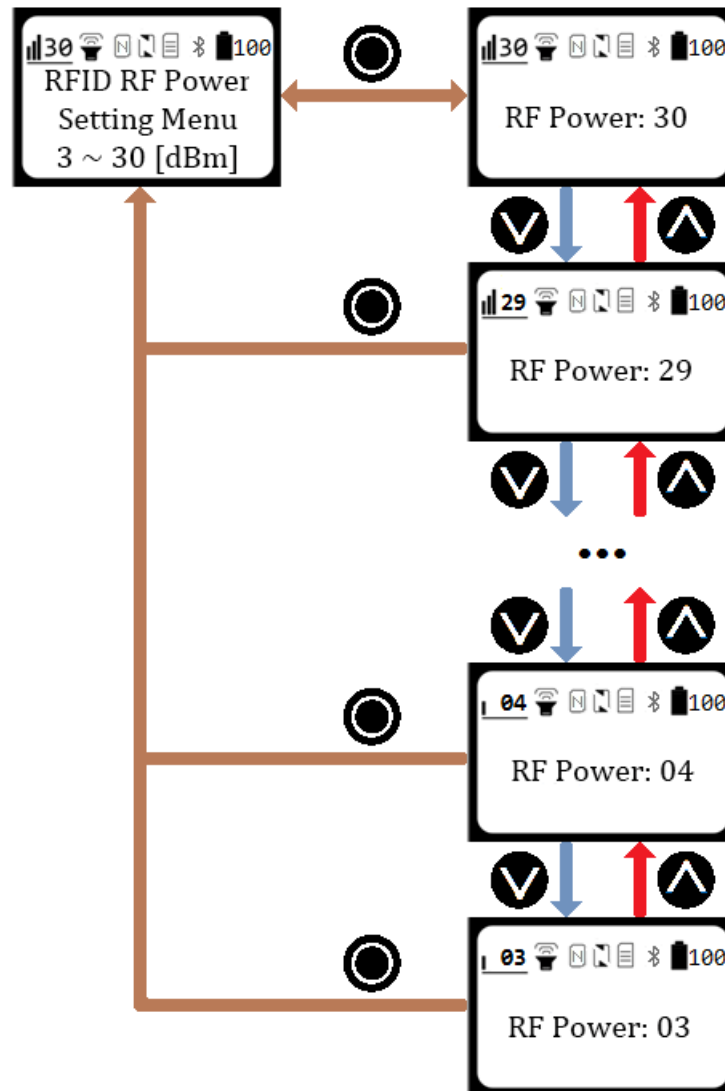 30 N 100
RFID RF Power
Setting Menu
3 ~ 30 [dBm]
30 N 100
RF Power: 30
29 N 100
RF Power: 29
•••
04 N 100
RF Power: 04
03 N 100
RF Power: 03